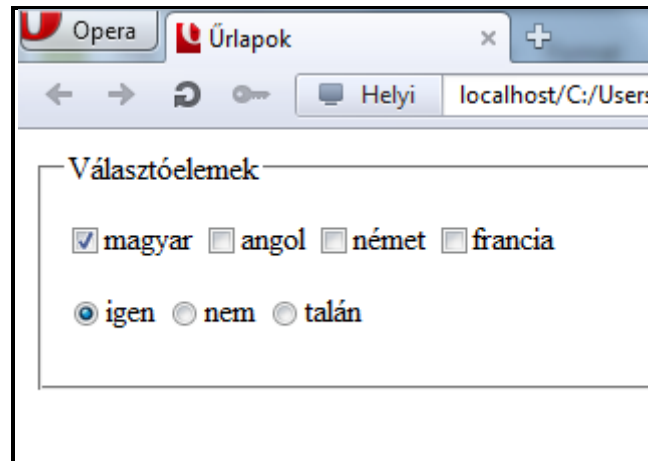 Opera
Űrlapok
Helyi
localhost/C:/Users
Választóelemek
magyar angol német francia
igen nem talán